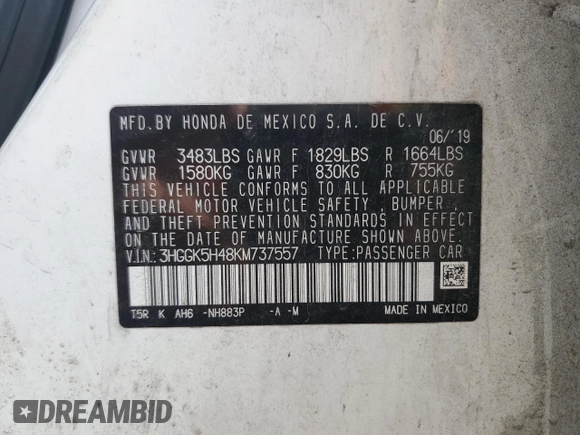 MFD.BY HONDA DE MEXICO S.A. DE C.V.
06/'19
GVWR 3483LBS GAWR F 1829LBS R 1664LBS
GVWR 1580KG GAWR F 830KG R 755KG
THIS VEHICLE CONFORMS TO ALL APPLICABLE
FEDERAL MOTOR VEHICLE SAFETY, BUMPER,
AND THEFT PREVENTION STANDARDS IN EFFECT
ON THE DATE OF MANUFACTURE SHOWN ABOVE.
V.I.N.: 3HGGK5H48KM737557 TYPE:PASSENGER CAR
T5R K AH6 -NH883P -A -M
MADE IN MEXICO
DREAMBID